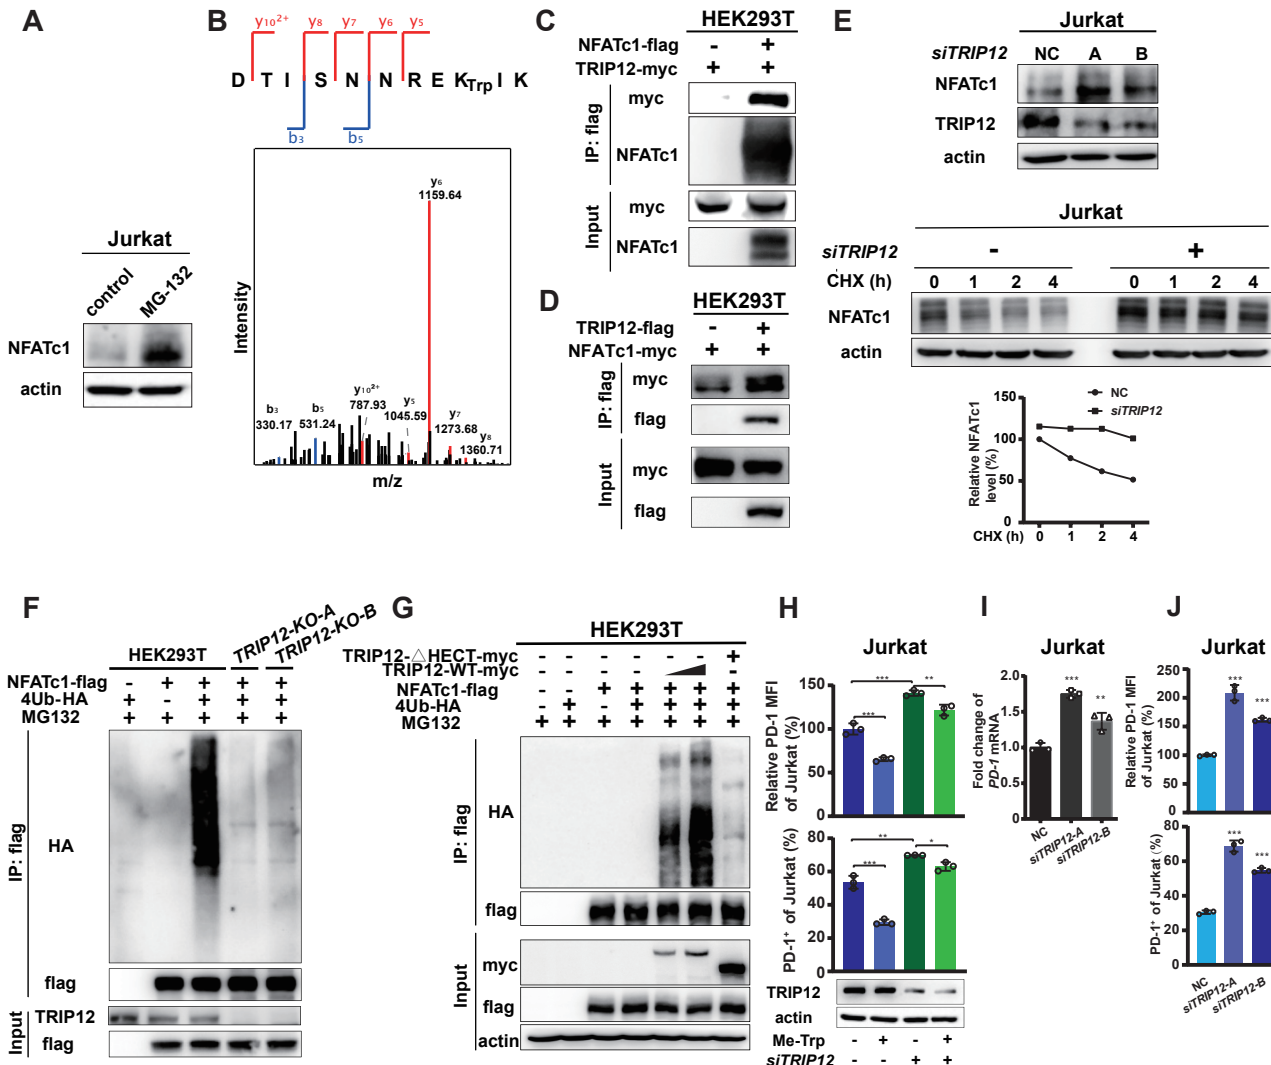 A
Jurkat
control
MG-132
NFATc1
actin
B
y10²⁺ y8 y7 y6 y5
D T I S N N R E K Trp I K
b3 b5
Intensity
y6
1159.64
b3
330.17
b5
531.24
y10²⁺
787.93
y5
1045.59
y7
1273.68
y8
1360.71
m/z
C
HEK293T
NFATc1-flag - +
TRIP12-myc + +
IP: flag
myc
NFATc1
Input
myc
NFATc1
D
HEK293T
TRIP12-flag - +
NFATc1-myc + +
IP: flag
myc
flag
Input
myc
flag
E
Jurkat
siTRIP12 NC A B
NFATc1
TRIP12
actin
Jurkat
siTRIP12 - +
CHX (h) 0 1 2 4 0 1 2 4
NFATc1
actin
NC
siTRIP12
Relative NFATc1
level (%)
150
100
50
0
CHX (h) 0 1 2 4
F
HEK293T
TRIP12-KO-A
TRIP12-KO-B
NFATc1-flag - + + + +
4Ub-HA + - + + +
MG132 + + + + +
IP: flag
HA
flag
Input
TRIP12
flag
G
HEK293T
TRIP12-△HECT-myc - - - - - - +
TRIP12-WT-myc - - - - -
NFATc1-flag - - + + + + +
4Ub-HA - + - + + + +
MG132 + + + + + + +
IP: flag
HA
flag
Input
myc
flag
actin
H
Jurkat
Relative PD-1 MFI
of Jurkat (%)
150
100
50
0
*** ** ***
PD-1⁺ of Jurkat (%)
80
60
40
20
0
** * ***
TRIP12
actin
Me-Trp - + - +
siTRIP12 - - + +
I
Jurkat
Fold change of
PD-1 mRNA
2.0
1.5
1.0
0.5
0
*** **
NC
siTRIP12-A
siTRIP12-B
J
Jurkat
Relative PD-1 MFI
of Jurkat (%)
250
200
150
100
50
0
*** ***
PD-1⁺ of Jurkat (%)
80
60
40
20
0
*** ***
NC
siTRIP12-A
siTRIP12-B